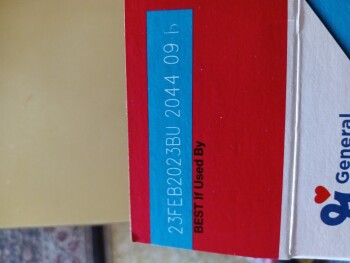 23FEB2023BU 2044 09
BEST If Used By
General